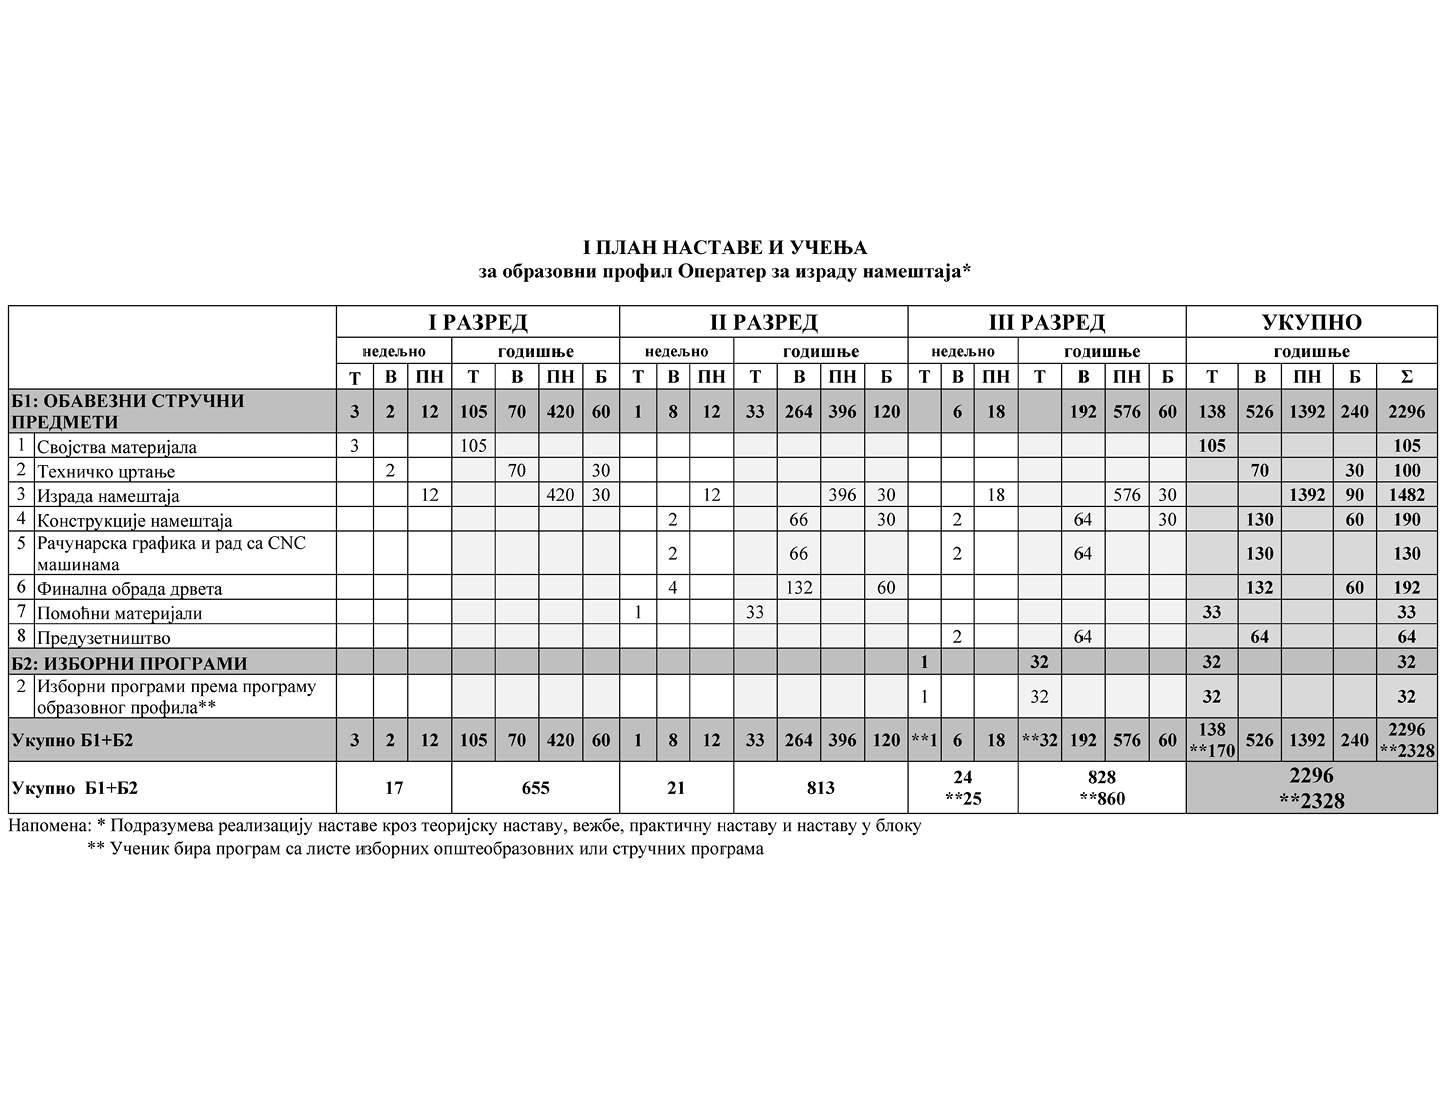 I ПЛАН НАСТАВЕ И УЧЕЊА
за образовни профил Оператер за израду намештаја*
I РАЗРЕД II РАЗРЕД III РАЗРЕД УКУПНО
недељно годишње недељно годишње недељно годишње годишње
Т В ПН Т В ПН Б Т В ПН Т В ПН Б Т В ПН Т В ПН Б Т В ПН Б Σ
Б1: ОБАВЕЗНИ СТРУЧНИ
ПРЕДМЕТИ 3 2 12 105 70 420 60 1 8 12 33 264 396 120 6 18 192 576 60 138 526 1392 240 2296
1 Својства материјала 3 105 105 105
2 Техничко цртање 2 70 30 70 30 100
3 Израда намештаја 12 420 30 12 396 30 18 576 30 1392 90 1482
4 Конструкције намештаја 2 66 30 2 64 30 130 60 190
5 Рачунарска графика и рад са CNC
машинама 2 66 2 64 130 130
6 Финална обрада дрвета 4 132 60 132 60 192
7 Помоћни материјали 1 33 33 33
8 Предузетништво 2 64 64 64
Б2: ИЗБОРНИ ПРОГРАМИ 1 32 32 32
2 Изборни програми према програму
образовног профила** 1 32 32 32
Укупно Б1+Б2 3 2 12 105 70 420 60 1 8 12 33 264 396 120 **1 6 18 **32 192 576 60 138 526 1392 240 2296
**170 **2328
Укупно Б1+Б2 17 655 21 813 24 828 2296
**25 **860 **2328
Напомена: * Подразумева реализацију наставе кроз теоријску наставу, вежбе, практичну наставу и наставу у блоку
** Ученик бира програм са листе изборних општеобразовних или стручних програма